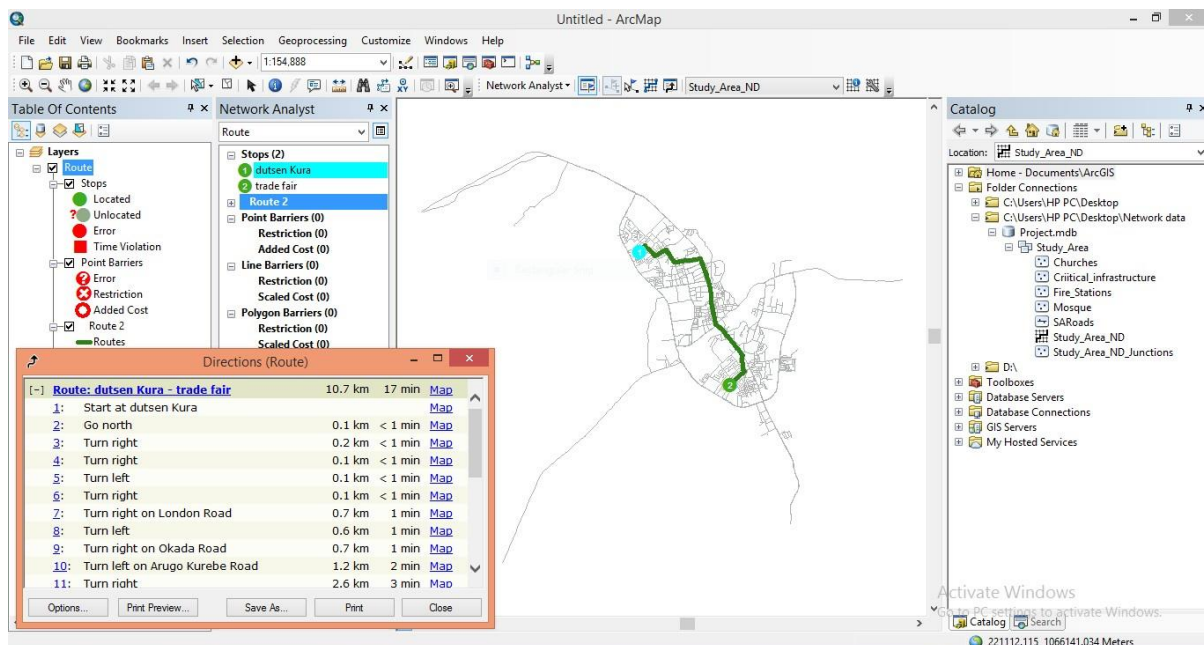 Untitled - ArcMap
File Edit View Bookmarks Insert Selection Geoprocessing Customize Windows Help
1:154,888
Network Analyst
Study_Area_ND
Table Of Contents
Layers
Route
Stops
Located
Unlocated
Error
Time Violation
Point Barriers
Error
Restriction
Added Cost
Route 2
Routes
Network Analyst
Route
Stops (2)
1 dutsen Kura
2 trade fair
Route 2
Point Barriers (0)
Restriction (0)
Added Cost (0)
Line Barriers (0)
Restriction (0)
Scaled Cost (0)
Polygon Barriers (0)
Restriction (0)
Scaled Cost (0)
1
2
Catalog
Location: Study_Area_ND
Home - Documents\ArcGIS
Folder Connections
C:\Users\HP PC\Desktop
C:\Users\HP PC\Desktop\Network data
Project.mdb
Study_Area
Churches
Criitical_infrastructure
Fire_Stations
Mosque
SARoads
Study_Area_ND
Study_Area_ND_Junctions
D:\
Toolboxes
Database Servers
Database Connections
GIS Servers
My Hosted Services
Directions (Route)
[-] Route: dutsen Kura - trade fair 10.7 km 17 min Map
1: Start at dutsen Kura Map
2: Go north 0.1 km < 1 min Map
3: Turn right 0.2 km < 1 min Map
4: Turn right 0.1 km < 1 min Map
5: Turn left 0.1 km < 1 min Map
6: Turn right 0.1 km < 1 min Map
7: Turn right on London Road 0.7 km 1 min Map
8: Turn left 0.6 km 1 min Map
9: Turn right on Okada Road 0.7 km 1 min Map
10: Turn left on Arugo Kurebe Road 1.2 km 2 min Map
11: Turn right 2.6 km 3 min Map
Options... Print Preview... Save As... Print Close
Activate Windows
Go to PC settings to activate Windows.
Catalog Search
221112.115 1066141.034 Meters